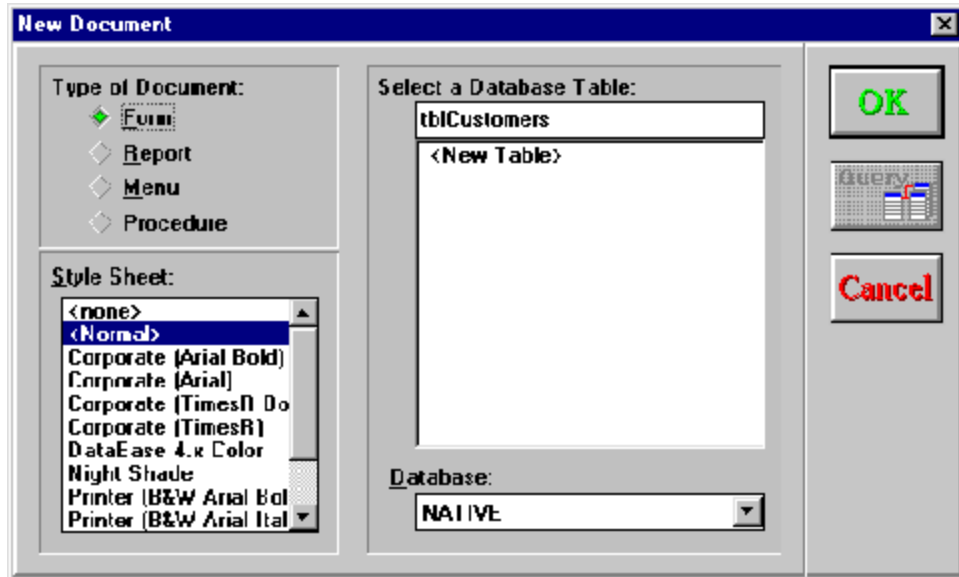 New Document
Type of Document:
Form
Report
Menu
Procedure
Style Sheet:
<none>
<Normal>
Corporate (Arial Bold)
Corporate (Arial)
Corporate (TimesR Bo
Corporate (TimesR)
DataEase 4.x Color
Night Shade
Printer (B&W Arial Bol
Printer (B&W Arial Ital
Select a Database Table:
tblCustomers
<New Table>
Database:
NATIVE
OK
Query
Cancel